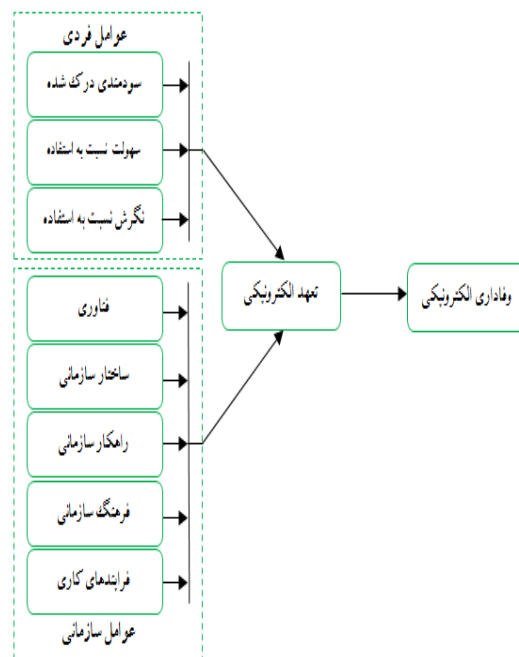 عوامل فردی
سودمندی درک شده
سهولت نسبت به استفاده
نگرش نسبت به استفاده
فناوری
ساختار سازمانی
راهکار سازمانی
فرهنگ سازمانی
فرایندهای کاری
عوامل سازمانی
تعهد الکترونیکی
وفاداری الکترونیکی